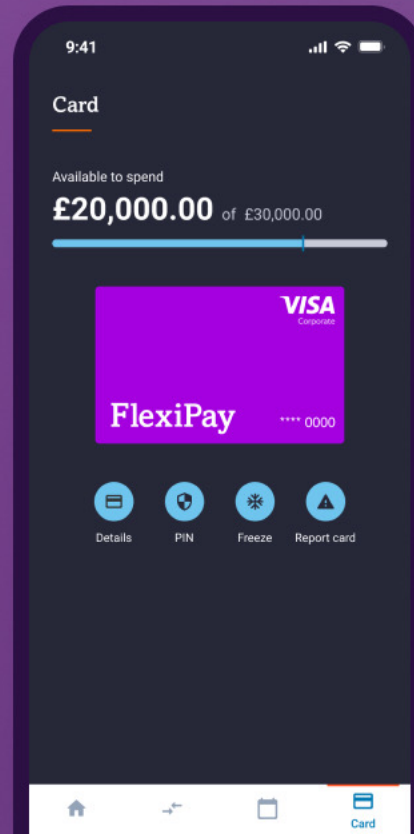 9:41
Card
Available to spend
£20,000.00 of £30,000.00
VISA
Corporate
FlexiPay **** 0000
Details PIN Freeze Report card
Card